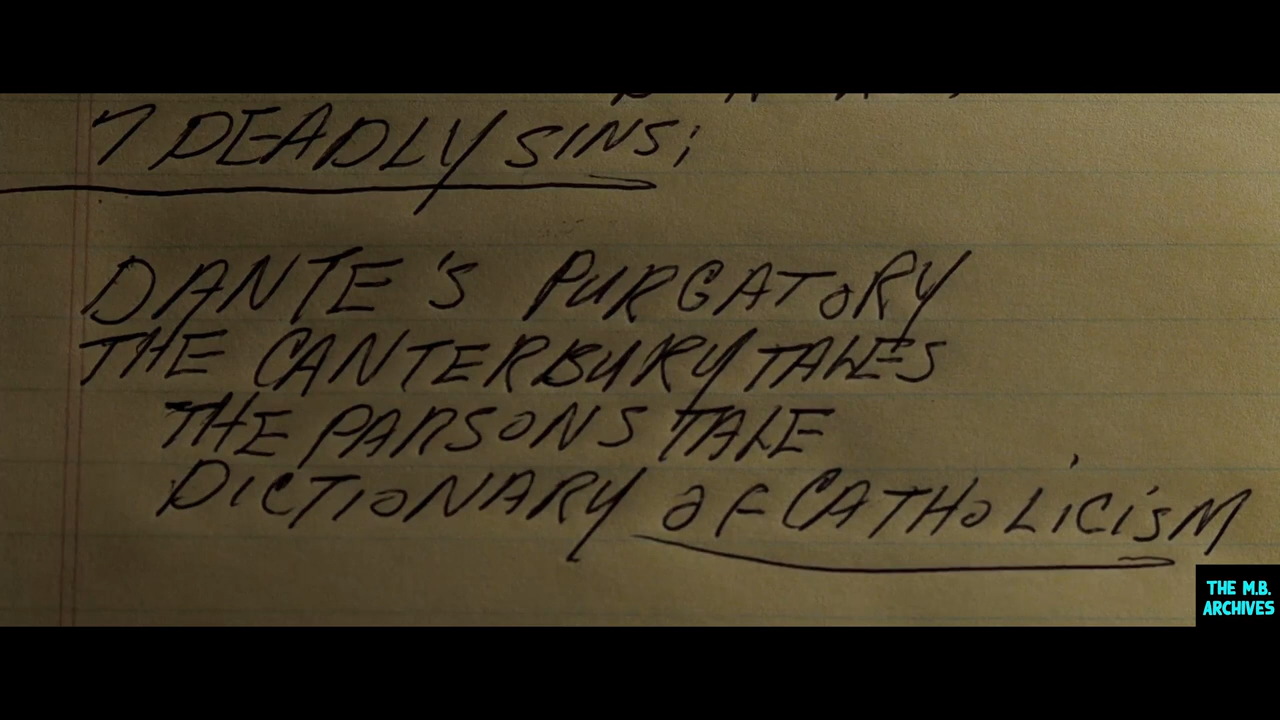 7 DEADLY SINS;
DANTE'S PURGATORY
THE CANTERBURY TALES
THE PARSONS TALE
DICTIONARY OF CATHOLICISM
THE M.B.
ARCHIVES